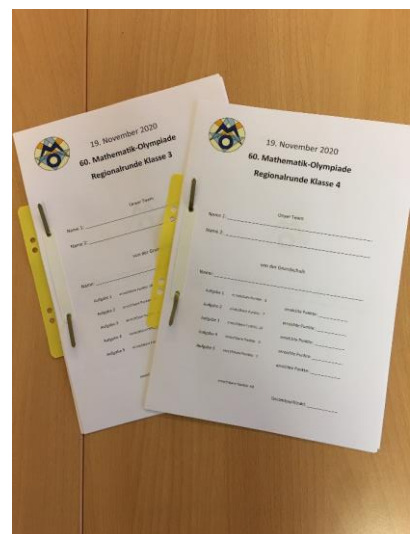 19. November 2020
60. Mathematik-Olympiade
Regionalrunde Klasse 3
Unser Team
Name 1:
Name 2:
von der Grundschule
Name:
Aufgabe 1
Aufgabe 2
Aufgabe 3
Aufgabe 4
Aufgabe 5
19. November 2020
60. Mathematik-Olympiade
Regionalrunde Klasse 4
Unser Team
Name 1:
Name 2:
von der Grundschule
Name:
Aufgabe 1 erreichbare Punkte: erreichte Punkte:
Aufgabe 2 erreichbare Punkte: erreichte Punkte:
Aufgabe 3 erreichbare Punkte: erreichte Punkte:
Aufgabe 4 erreichbare Punkte: erreichte Punkte:
Aufgabe 5 erreichbare Punkte: erreichte Punkte:
erreichbare Punkte: